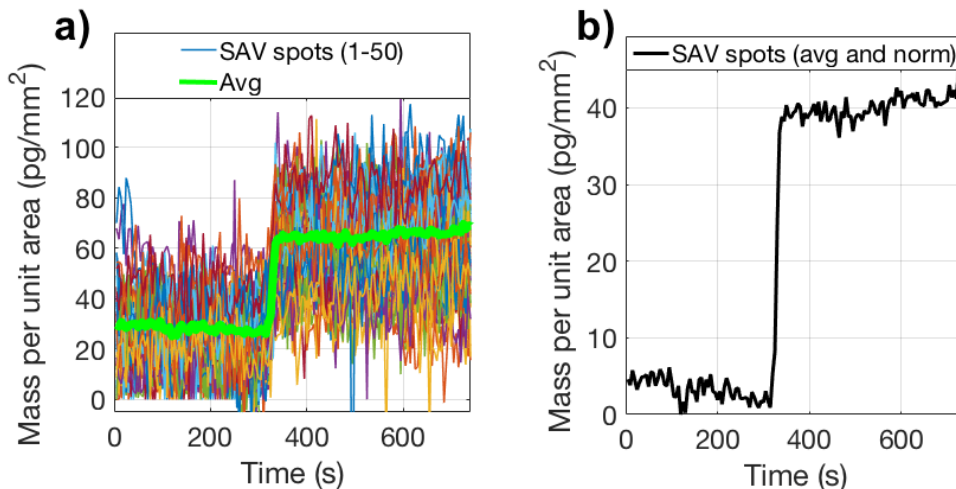 a)
SAV spots (1-50)
Avg
Mass per unit area (pg/mm²)
120
100
80
60
40
20
0
0 200 400 600
Time (s)
b)
SAV spots (avg and norm)
Mass per unit area (pg/mm²)
40
30
20
10
0
0 200 400 600
Time (s)